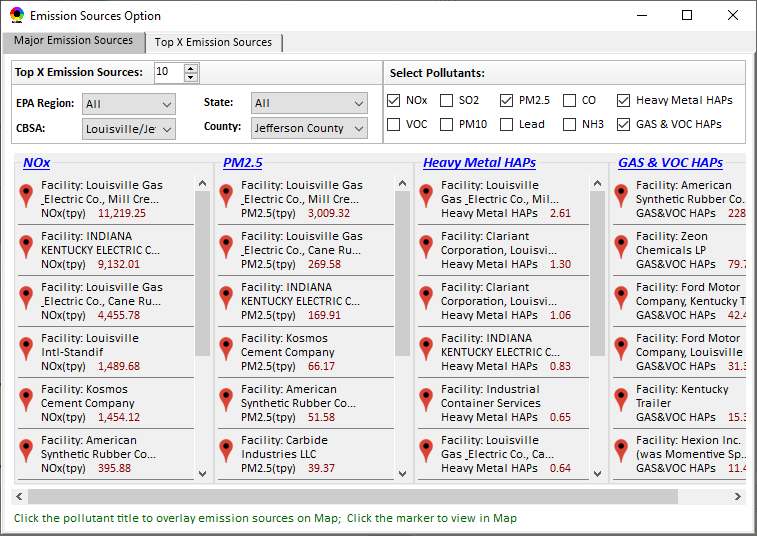 Emission Sources Option
Major Emission Sources
Top X Emission Sources
Top X Emission Sources: 10
Select Pollutants:
EPA Region: All
State: All
CBSA: Louisville/Je
County: Jefferson County
NOx SO2 PM2.5 CO Heavy Metal HAPs
VOC PM10 Lead NH3 GAS & VOC HAPs
NOx
Facility: Louisville Gas
_Electric Co., Mill Cre...
NOx(tpy) 11,219.25
Facility: INDIANA
KENTUCKY ELECTRIC C...
NOx(tpy) 9,132.01
Facility: Louisville Gas
_Electric Co., Cane Ru...
NOx(tpy) 4,455.78
Facility: Louisville
Intl-Standif
NOx(tpy) 1,489.68
Facility: Kosmos
Cement Company
NOx(tpy) 1,454.12
Facility: American
Synthetic Rubber Co...
NOx(tpy) 395.88
PM2.5
Facility: Louisville Gas
_Electric Co., Mill Cre...
PM2.5(tpy) 3,009.32
Facility: Louisville Gas
_Electric Co., Cane Ru...
PM2.5(tpy) 269.58
Facility: INDIANA
KENTUCKY ELECTRIC C...
PM2.5(tpy) 169.91
Facility: Kosmos
Cement Company
PM2.5(tpy) 66.17
Facility: American
Synthetic Rubber Co...
PM2.5(tpy) 51.58
Facility: Carbide
Industries LLC
PM2.5(tpy) 39.37
Heavy Metal HAPs
Facility: Louisville
Gas _Electric Co., Mil...
Heavy Metal HAPs 2.61
Facility: Clariant
Corporation, Louisvi...
Heavy Metal HAPs 1.30
Facility: Clariant
Corporation, Louisvi...
Heavy Metal HAPs 1.06
Facility: INDIANA
KENTUCKY ELECTRIC C...
Heavy Metal HAPs 0.83
Facility: Industrial
Container Services
Heavy Metal HAPs 0.65
Facility: Louisville
Gas _Electric Co., Ca...
Heavy Metal HAPs 0.64
GAS & VOC HAPs
Facility: American
Synthetic Rubber Co...
GAS&VOC HAPs 228
Facility: Zeon
Chemicals LP
GAS&VOC HAPs 79.7
Facility: Ford Motor
Company, Kentucky T
GAS&VOC HAPs 42.4
Facility: Ford Motor
Company, Louisville
GAS&VOC HAPs 31.3
Facility: Kentucky
Trailer
GAS&VOC HAPs 15.3
Facility: Hexion Inc.
(was Momentive Sp...
GAS&VOC HAPs 11.4
Click the pollutant title to overlay emission sources on Map; Click the marker to view in Map